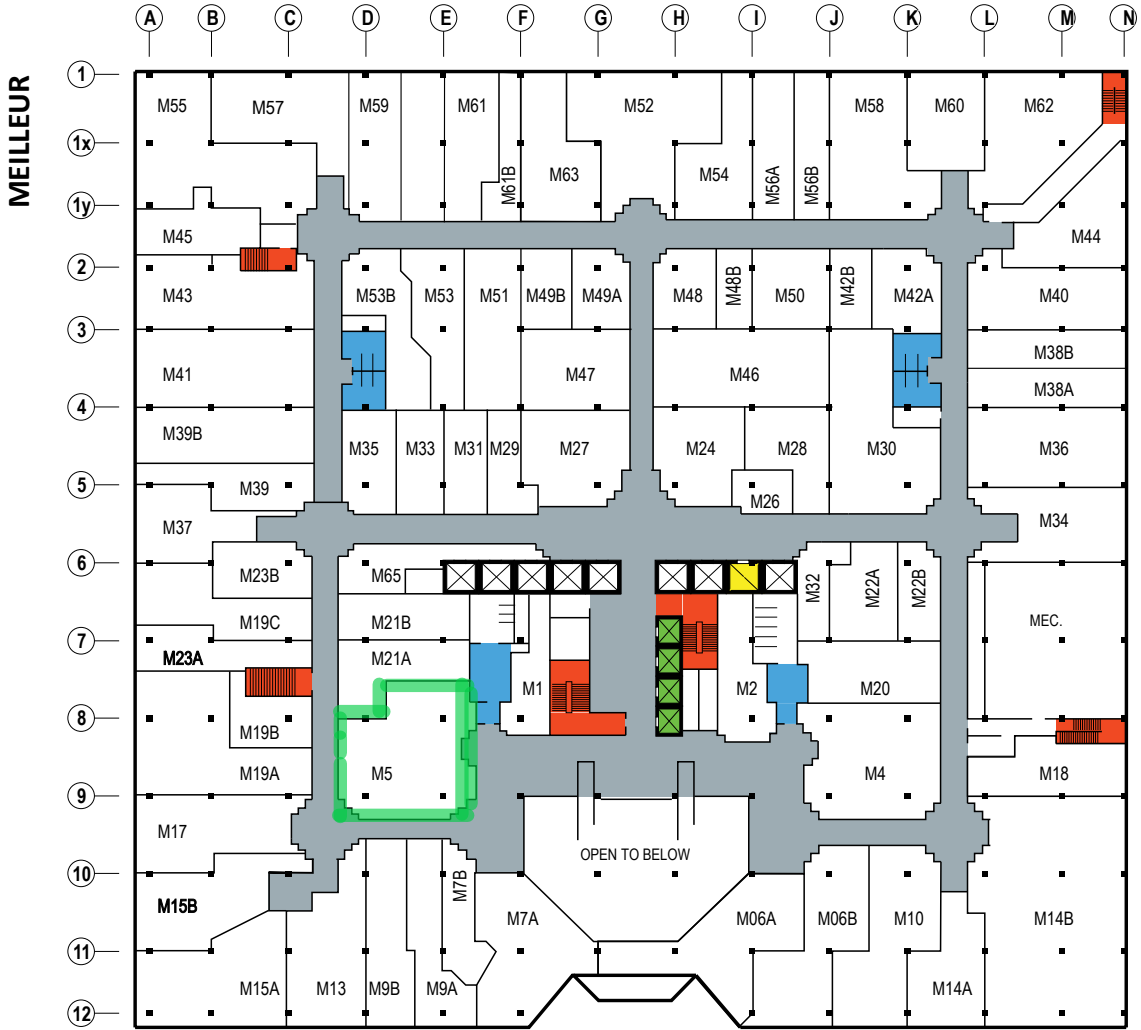 A B C D E F G H I J K L M N
MEILLEUR
1
M55 M57 M59 M61 M52 M58 M60 M62
1x
M61B M63 M54 M56A M56B
1y
M45 M44
2
M43 M53B M53 M51 M49B M49A M48 M48B M50 M42B M42A M40
3
M38B
M41 M47 M46
M38A
4
M39B
M35 M33 M31 M29 M27 M24 M28 M30 M36
5
M39 M26
M37 M34
6
M23B M65 M32 M22A M22B
M19C M21B MEC.
7
M23A M21A
M1 M2 M20
8
M19B
M19A M5 M4 M18
9
M17
OPEN TO BELOW
10
M7B
M15B M7A M06A M06B M10 M14B
11
M15A M13 M9B M9A M14A
12